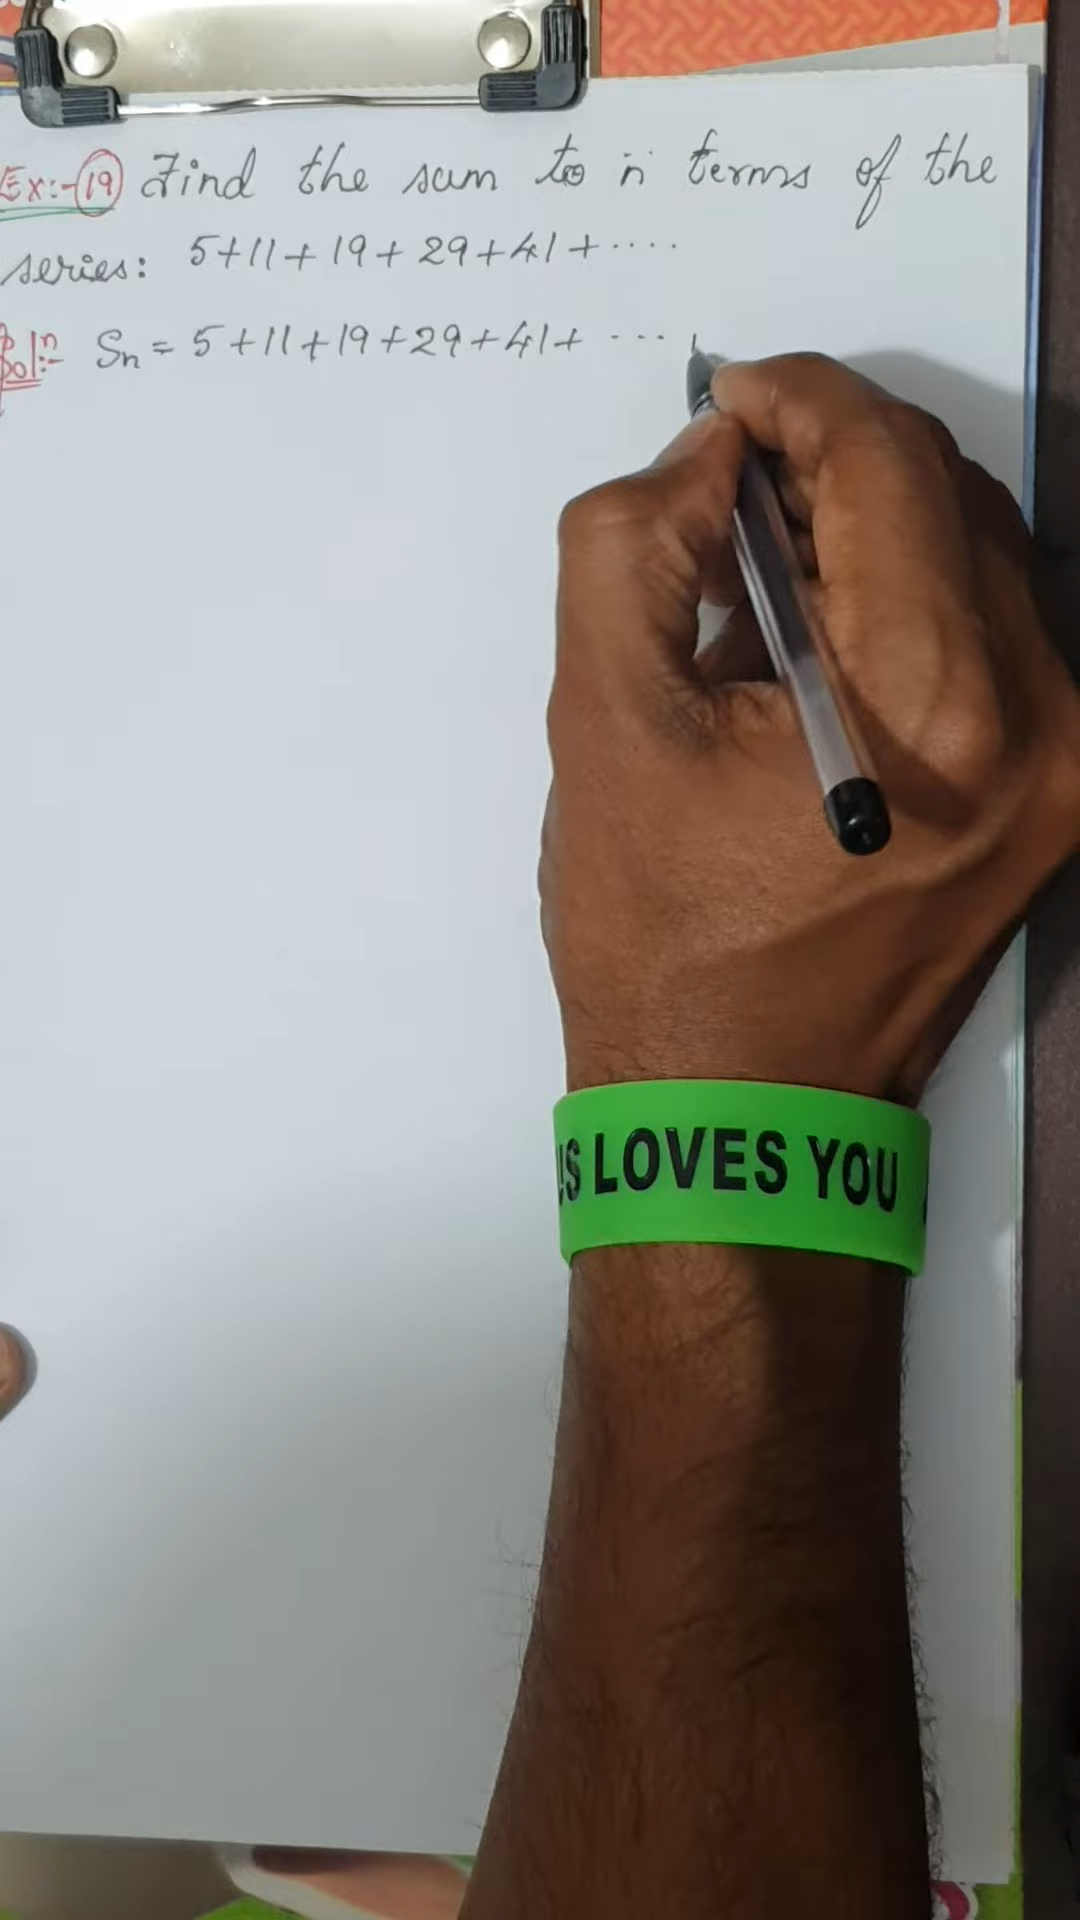 Ex:-(19) Find the sum to n terms of the
series: 5+11+19+29+41+....
Solⁿ:- Sn = 5+11+19+29+41+ ....
LOVES YOU